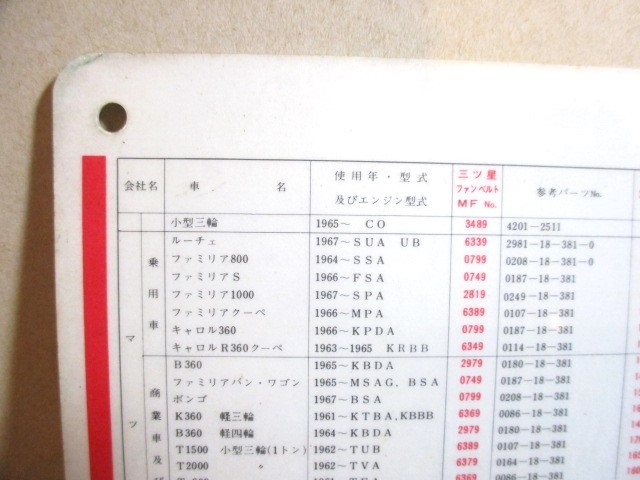 会社名 車 名 使用年・型式 及びエンジン型式 三ツ星 ファンベルト MF No. 参考パーツNo.
小型三輪 1965～ CO 3489 4201－2511
ルーチェ 1967～SUA UB 6339 2981－18－381－0
ファミリア800 1964～SSA 0799 0208－18－381－0
ファミリアS 1966～FSA 0749 0187－18－381
ファミリア1000 1967～SPA 2819 0249－18－381
ファミリアクーペ 1966～MPA 6389 0107－18－381
キャロル360 1966～KPDA 0799 0187－18－381
キャロルR360クーペ 1963～1965 KRBB 6349 0114－18－381
B360 1965～KBDA 2979 0180－18－381
ファミリアバン・ワゴン 1965～MSAG、BSA 0749 0187－18－381
ボンゴ 1967～BSA 0799 0208－18－381
K360 軽三輪 1961～KTBA、KBBB 6369 0086－18－381
B360 軽四輪 1964～KBDA 2979 0180－18－381
T1500 小型三輪(1トン) 1962～TUB 6389 0107－18－381
T2000 〃 1962～TVA 6379 0164－18－381
6369 0086－18－381
マツ
乗用車
商業車及び